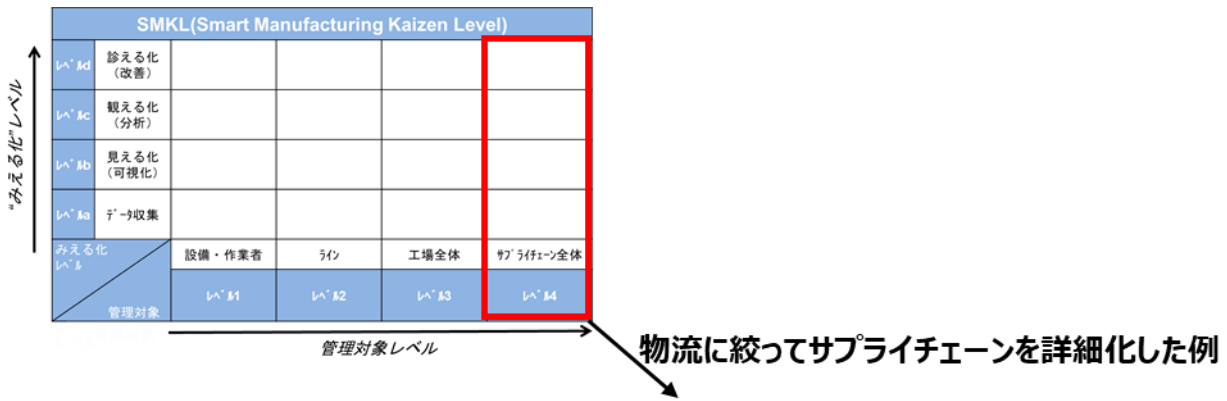 SMKL(Smart Manufacturing Kaizen Level)
ﾚﾍﾞﾙd 診える化
（改善）
ﾚﾍﾞﾙc 観える化
（分析）
ﾚﾍﾞﾙb 見える化
（可視化）
ﾚﾍﾞﾙa ﾃﾞｰﾀ収集
“みえる化”レベル
みえる化
ﾚﾍﾞﾙ
管理対象
設備・作業者 ﾗｲﾝ 工場全体 ｻﾌﾟﾗｲﾁｪｰﾝ全体
ﾚﾍﾞﾙ1 ﾚﾍﾞﾙ2 ﾚﾍﾞﾙ3 ﾚﾍﾞﾙ4
管理対象レベル
物流に絞ってサプライチェーンを詳細化した例